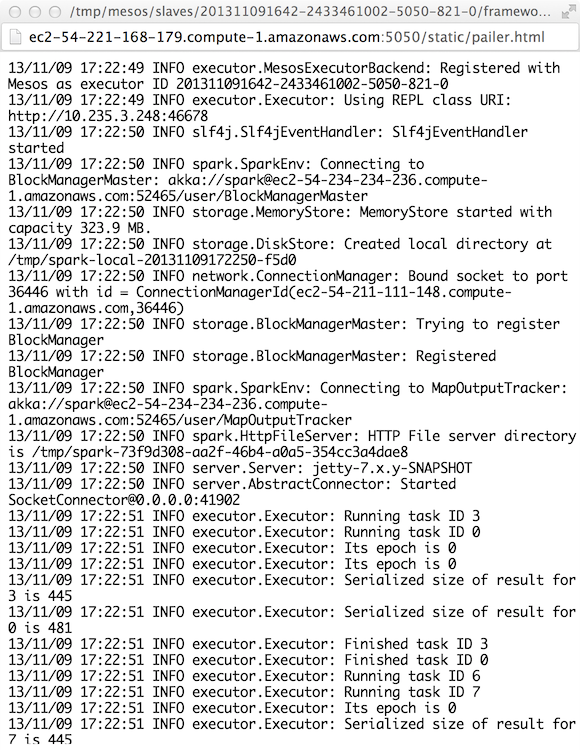 /tmp/mesos/slaves/201311091642-2433461002-5050-821-0/framewo...
ec2-54-221-168-179.compute-1.amazonaws.com:5050/static/pailer.html
13/11/09 17:22:49 INFO executor.MesosExecutorBackend: Registered with
Mesos as executor ID 201311091642-2433461002-5050-821-0
13/11/09 17:22:49 INFO executor.Executor: Using REPL class URI:
http://10.235.3.248:46678
13/11/09 17:22:50 INFO slf4j.Slf4jEventHandler: Slf4jEventHandler
started
13/11/09 17:22:50 INFO spark.SparkEnv: Connecting to
BlockManagerMaster: akka://spark@ec2-54-234-234-236.compute-
1.amazonaws.com:52465/user/BlockManagerMaster
13/11/09 17:22:50 INFO storage.MemoryStore: MemoryStore started with
capacity 323.9 MB.
13/11/09 17:22:50 INFO storage.DiskStore: Created local directory at
/tmp/spark-local-20131109172250-f5d0
13/11/09 17:22:50 INFO network.ConnectionManager: Bound socket to port
36446 with id = ConnectionManagerId(ec2-54-211-111-148.compute-
1.amazonaws.com,36446)
13/11/09 17:22:50 INFO storage.BlockManagerMaster: Trying to register
BlockManager
13/11/09 17:22:50 INFO storage.BlockManagerMaster: Registered
BlockManager
13/11/09 17:22:50 INFO spark.SparkEnv: Connecting to MapOutputTracker:
akka://spark@ec2-54-234-234-236.compute-
1.amazonaws.com:52465/user/MapOutputTracker
13/11/09 17:22:50 INFO spark.HttpFileServer: HTTP File server directory
is /tmp/spark-73f9d308-aa2f-46b4-a0a5-354cc3a4dae8
13/11/09 17:22:50 INFO server.Server: jetty-7.x.y-SNAPSHOT
13/11/09 17:22:50 INFO server.AbstractConnector: Started
SocketConnector@0.0.0.0:41902
13/11/09 17:22:51 INFO executor.Executor: Running task ID 3
13/11/09 17:22:51 INFO executor.Executor: Running task ID 0
13/11/09 17:22:51 INFO executor.Executor: Its epoch is 0
13/11/09 17:22:51 INFO executor.Executor: Its epoch is 0
13/11/09 17:22:51 INFO executor.Executor: Serialized size of result for
3 is 445
13/11/09 17:22:51 INFO executor.Executor: Serialized size of result for
0 is 481
13/11/09 17:22:51 INFO executor.Executor: Finished task ID 3
13/11/09 17:22:51 INFO executor.Executor: Finished task ID 0
13/11/09 17:22:51 INFO executor.Executor: Running task ID 6
13/11/09 17:22:51 INFO executor.Executor: Running task ID 7
13/11/09 17:22:51 INFO executor.Executor: Its epoch is 0
13/11/09 17:22:51 INFO executor.Executor: Serialized size of result for
7 is 445